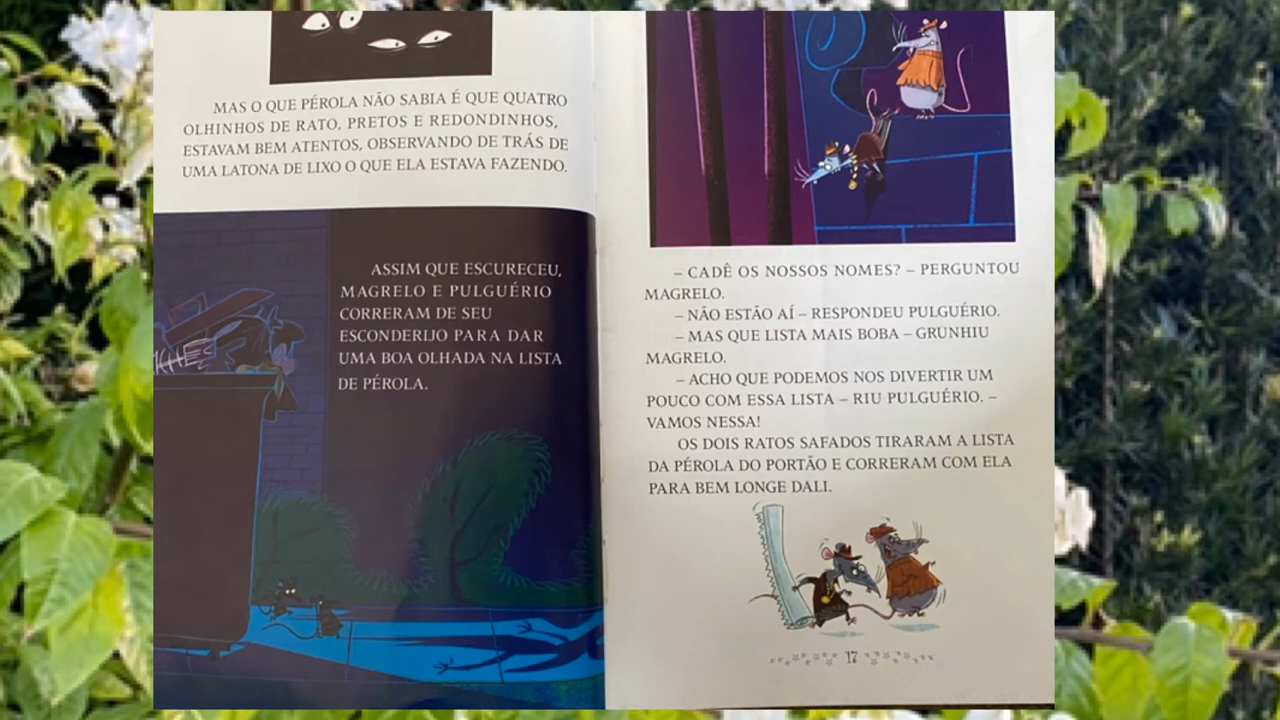 MAS O QUE PÉROLA NÃO SABIA É QUE QUATRO
OLHINHOS DE RATO, PRETOS E REDONDINHOS,
ESTAVAM BEM ATENTOS, OBSERVANDO DE TRÁS DE
UMA LATONA DE LIXO O QUE ELA ESTAVA FAZENDO.
ASSIM QUE ESCURECEU,
MAGRELO E PULGUÉRIO
CORRERAM DE SEU
ESCONDERIJO PARA DAR
UMA BOA OLHADA NA LISTA
DE PÉROLA.
– CADÊ OS NOSSOS NOMES? – PERGUNTOU
MAGRELO.
– NÃO ESTÃO AÍ – RESPONDEU PULGUÉRIO.
– MAS QUE LISTA MAIS BOBA – GRUNHIU
MAGRELO.
– ACHO QUE PODEMOS NOS DIVERTIR UM
POUCO COM ESSA LISTA – RIU PULGUÉRIO. –
VAMOS NESSA!
OS DOIS RATOS SAFADOS TIRARAM A LISTA
DA PÉROLA DO PORTÃO E CORRERAM COM ELA
PARA BEM LONGE DALI.
17